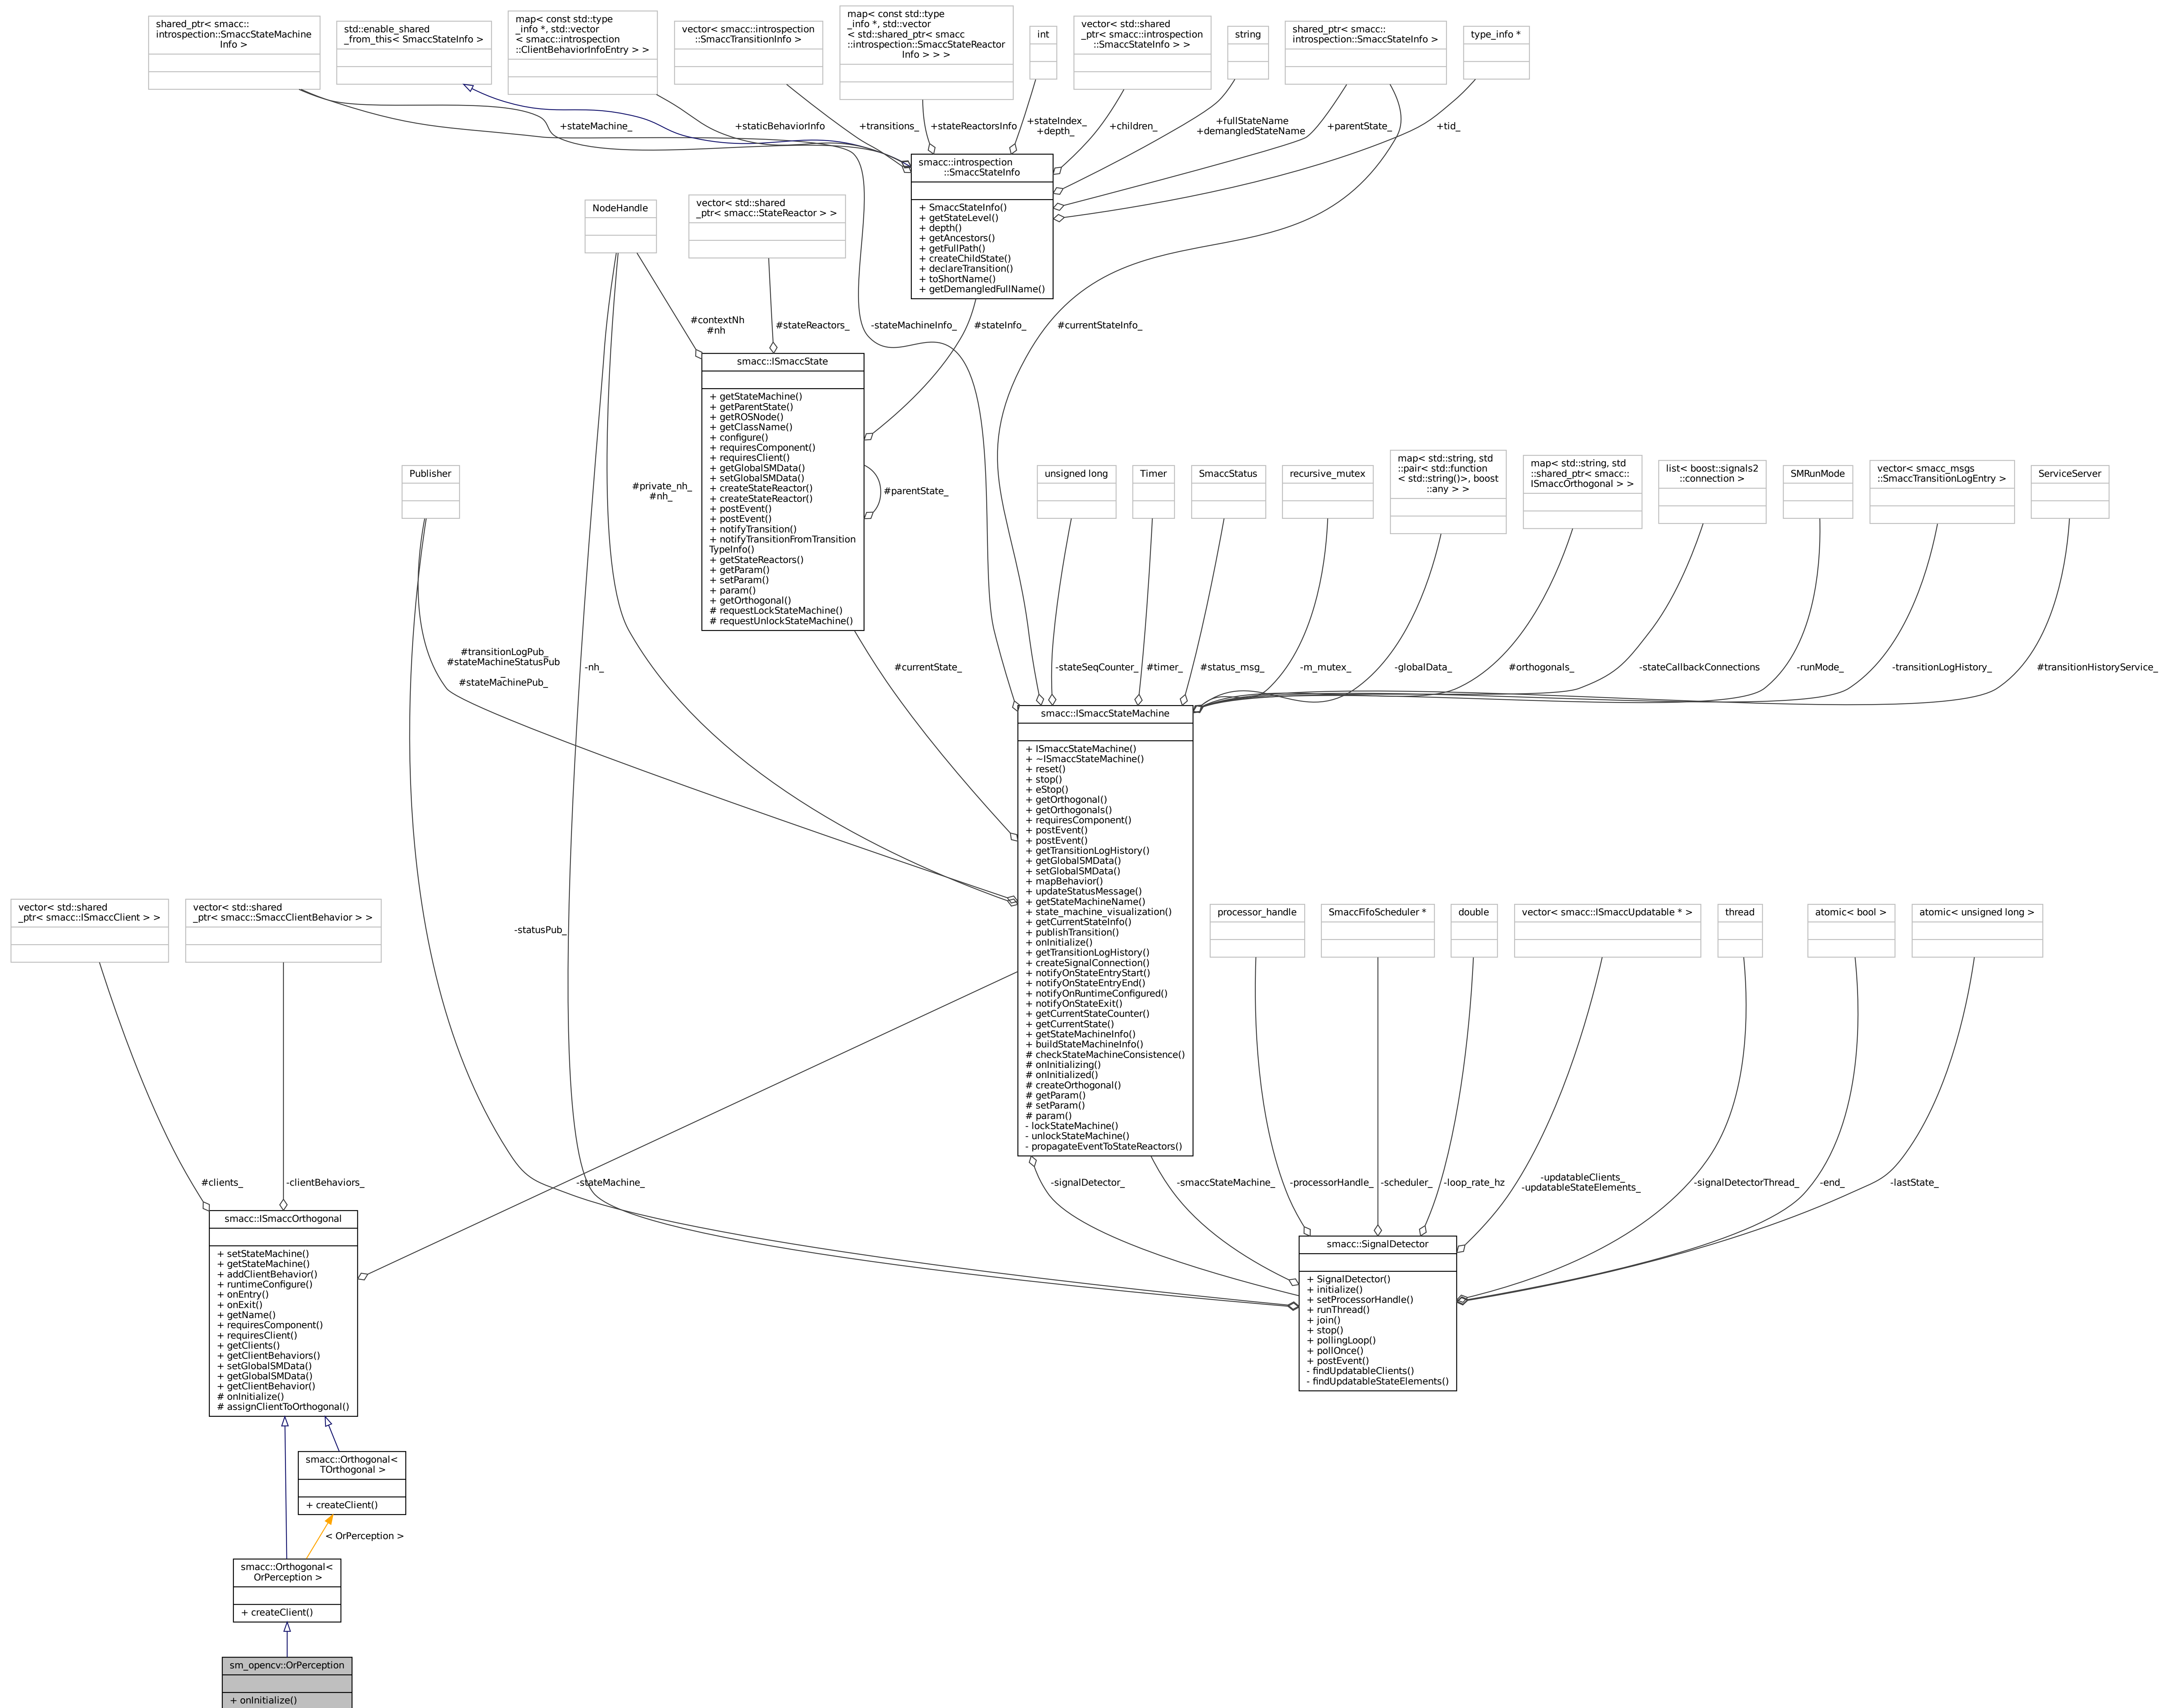 shared_ptr< smacc::
introspection::SmaccStateMachine
Info >
std::enable_shared
_from_this< SmaccStateInfo >
map< const std::type
_info *, std::vector
< smacc::introspection
::ClientBehaviorInfoEntry > >
vector< smacc::introspection
::SmaccTransitionInfo >
map< const std::type
_info *, std::vector
< std::shared_ptr< smacc
::introspection::SmaccStateReactor
Info > > >
int
vector< std::shared
_ptr< smacc::introspection
::SmaccStateInfo > >
string
shared_ptr< smacc::
introspection::SmaccStateInfo >
type_info *
+stateMachine_
+staticBehaviorInfo
+transitions_
+stateReactorsInfo
+stateIndex_
+depth_
+children_
+fullStateName
+demangledStateName
+parentState_
+tid_
smacc::introspection
::SmaccStateInfo
+ SmaccStateInfo()
+ getStateLevel()
+ depth()
+ getAncestors()
+ getFullPath()
+ createChildState()
+ declareTransition()
+ toShortName()
+ getDemangledFullName()
NodeHandle
vector< std::shared
_ptr< smacc::StateReactor > >
#contextNh
#nh
#stateReactors_
-stateMachineInfo_
#stateInfo_
#currentStateInfo_
smacc::ISmaccState
+ getStateMachine()
+ getParentState()
+ getROSNode()
+ getClassName()
+ configure()
+ requiresComponent()
+ requiresClient()
+ getGlobalSMData()
+ setGlobalSMData()
+ createStateReactor()
+ createStateReactor()
+ postEvent()
+ postEvent()
+ notifyTransition()
+ notifyTransitionFromTransition
TypeInfo()
+ getStateReactors()
+ getParam()
+ setParam()
+ param()
+ getOrthogonal()
# requestLockStateMachine()
# requestUnlockStateMachine()
#parentState_
Publisher
#private_nh_
#nh_
unsigned long
Timer
SmaccStatus
recursive_mutex
map< std::string, std
::pair< std::function
< std::string()>, boost
::any > >
map< std::string, std
::shared_ptr< smacc::
ISmaccOrthogonal > >
list< boost::signals2
::connection >
SMRunMode
vector< smacc_msgs
::SmaccTransitionLogEntry >
ServiceServer
#transitionLogPub_
#stateMachineStatusPub
_
#stateMachinePub_
-nh_
#currentState_
-stateSeqCounter_
#timer_
#status_msg_
-m_mutex_
-globalData_
#orthogonals_
-stateCallbackConnections
-runMode_
-transitionLogHistory_
#transitionHistoryService_
smacc::ISmaccStateMachine
+ ISmaccStateMachine()
+ ~ISmaccStateMachine()
+ reset()
+ stop()
+ eStop()
+ getOrthogonal()
+ getOrthogonals()
+ requiresComponent()
+ postEvent()
+ postEvent()
+ getTransitionLogHistory()
+ getGlobalSMData()
+ setGlobalSMData()
+ mapBehavior()
+ updateStatusMessage()
+ getStateMachineName()
+ state_machine_visualization()
+ getCurrentStateInfo()
+ publishTransition()
+ onInitialize()
+ getTransitionLogHistory()
+ createSignalConnection()
+ notifyOnStateEntryStart()
+ notifyOnStateEntryEnd()
+ notifyOnRuntimeConfigured()
+ notifyOnStateExit()
+ getCurrentStateCounter()
+ getCurrentState()
+ getStateMachineInfo()
+ buildStateMachineInfo()
# checkStateMachineConsistence()
# onInitializing()
# onInitialized()
# createOrthogonal()
# getParam()
# setParam()
# param()
- lockStateMachine()
- unlockStateMachine()
- propagateEventToStateReactors()
vector< std::shared
_ptr< smacc::ISmaccClient > >
vector< std::shared
_ptr< smacc::SmaccClientBehavior > >
-statusPub_
processor_handle
SmaccFifoScheduler *
double
vector< smacc::ISmaccUpdatable * >
thread
atomic< bool >
atomic< unsigned long >
#clients_
-clientBehaviors_
-stateMachine_
-signalDetector_
-smaccStateMachine_
-processorHandle_
-scheduler_
-loop_rate_hz
-updatableClients_
-updatableStateElements_
-signalDetectorThread_
-end_
-lastState_
smacc::ISmaccOrthogonal
+ setStateMachine()
+ getStateMachine()
+ addClientBehavior()
+ runtimeConfigure()
+ onEntry()
+ onExit()
+ getName()
+ requiresComponent()
+ requiresClient()
+ getClients()
+ getClientBehaviors()
+ setGlobalSMData()
+ getGlobalSMData()
+ getClientBehavior()
# onInitialize()
# assignClientToOrthogonal()
smacc::SignalDetector
+ SignalDetector()
+ initialize()
+ setProcessorHandle()
+ runThread()
+ join()
+ stop()
+ pollingLoop()
+ pollOnce()
+ postEvent()
- findUpdatableClients()
- findUpdatableStateElements()
smacc::Orthogonal<
TOrthogonal >
+ createClient()
< OrPerception >
smacc::Orthogonal<
OrPerception >
+ createClient()
sm_opencv::OrPerception
+ onInitialize()